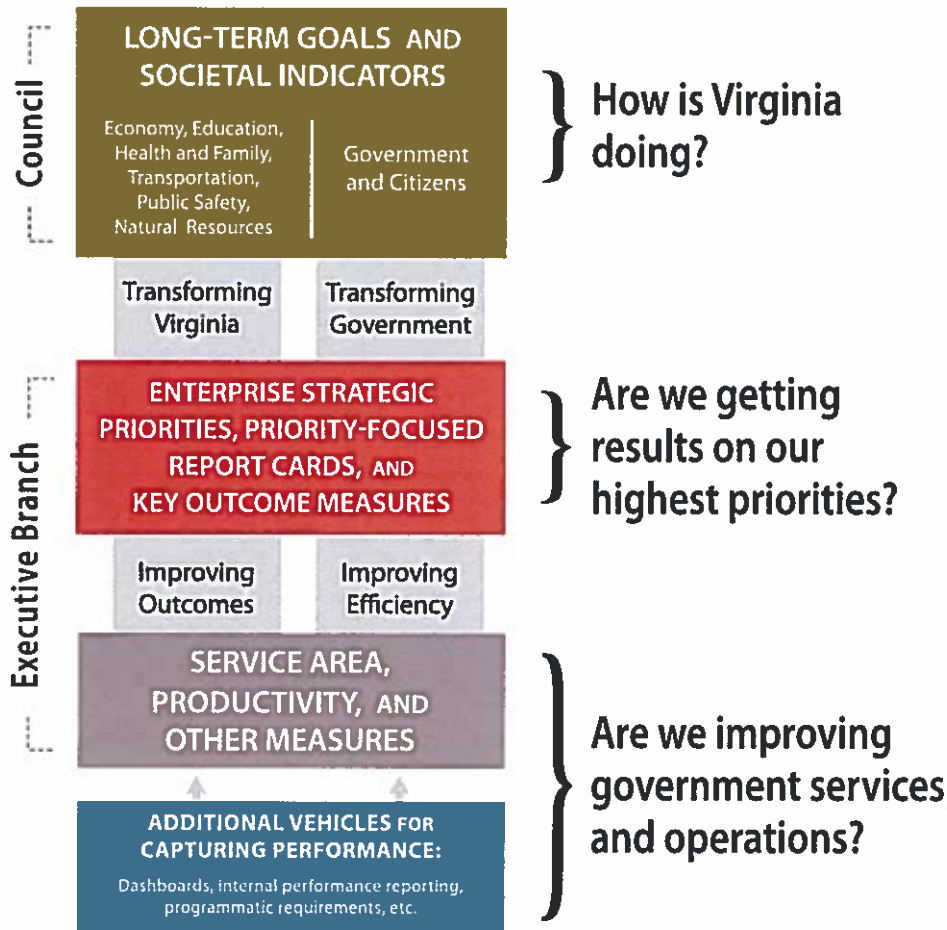 Council
LONG-TERM GOALS AND
SOCIETAL INDICATORS
Economy, Education,
Health and Family,
Transportation,
Public Safety,
Natural Resources
Government
and Citizens
} How is Virginia
doing?
Transforming
Virginia
Transforming
Government
Executive Branch
ENTERPRISE STRATEGIC
PRIORITIES, PRIORITY-FOCUSED
REPORT CARDS, AND
KEY OUTCOME MEASURES
} Are we getting
results on our
highest priorities?
Improving
Outcomes
Improving
Efficiency
SERVICE AREA,
PRODUCTIVITY, AND
OTHER MEASURES
} Are we improving
government services
and operations?
ADDITIONAL VEHICLES FOR
CAPTURING PERFORMANCE:
Dashboards, internal performance reporting,
programmatic requirements, etc.